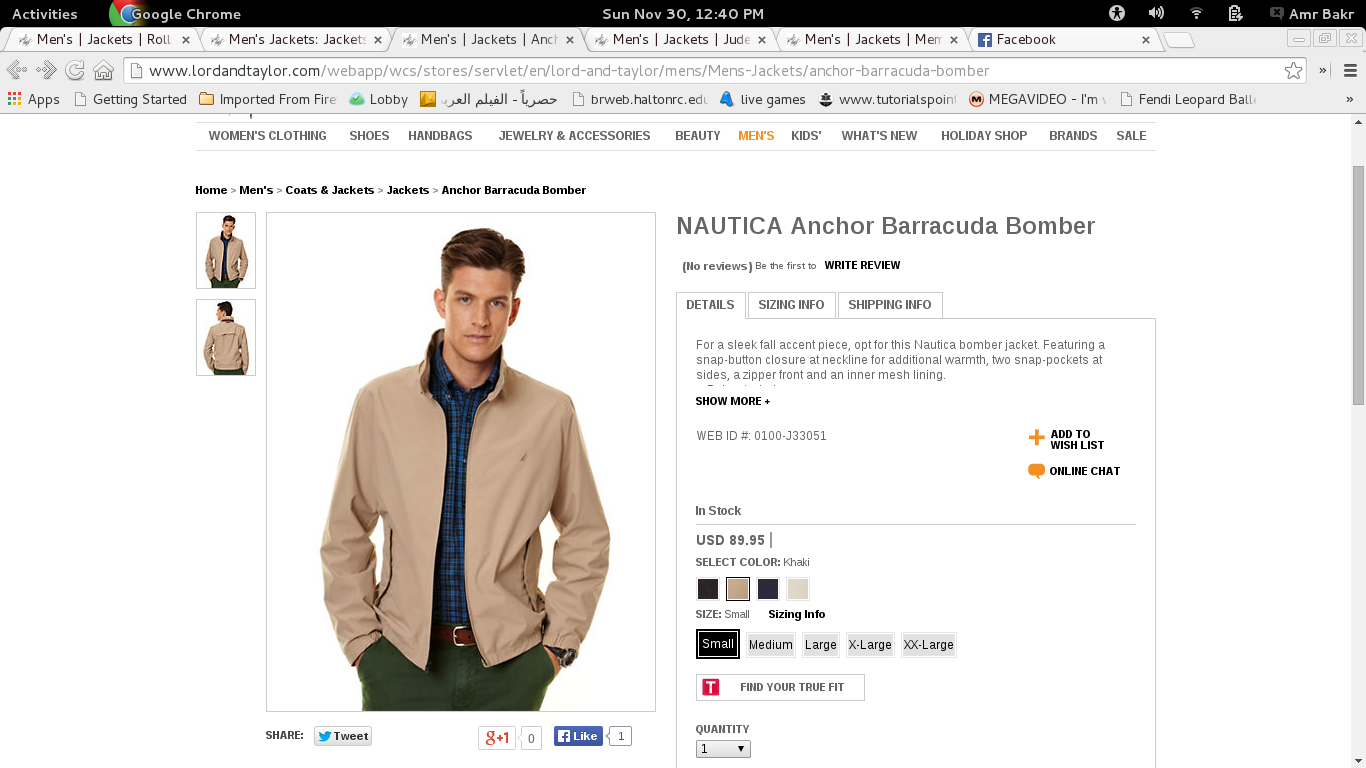 Activities
Google Chrome
Sun Nov 30, 12:40 PM
Amr Bakr
Men's | Jackets | Roll
Men's Jackets: Jackets
Men's | Jackets | Anch
Men's | Jackets | Jude
Men's | Jackets | Mem
Facebook
www.lordandtaylor.com/webapp/wcs/stores/servlet/en/lord-and-taylor/mens/Mens-Jackets/anchor-barracuda-bomber
»
Apps
Getting Started
Imported From Fire
Lobby
حصرياً - الفيلم العرب
brweb.haltonrc.edu
live games
www.tutorialspoint
MEGAVIDEO - I'm
Fendi Leopard Balle
»
WOMEN'S CLOTHING SHOES HANDBAGS JEWELRY & ACCESSORIES BEAUTY MEN'S KIDS' WHAT'S NEW HOLIDAY SHOP BRANDS SALE
Home > Men's > Coats & Jackets > Jackets > Anchor Barracuda Bomber
NAUTICA Anchor Barracuda Bomber
(No reviews) Be the first to WRITE REVIEW
DETAILS SIZING INFO SHIPPING INFO
For a sleek fall accent piece, opt for this Nautica bomber jacket. Featuring a
snap-button closure at neckline for additional warmth, two snap-pockets at
sides, a zipper front and an inner mesh lining.
SHOW MORE +
WEB ID #: 0100-J33051
ADD TO
WISH LIST
ONLINE CHAT
In Stock
USD 89.95 |
SELECT COLOR: Khaki
SIZE: Small Sizing Info
Small Medium Large X-Large XX-Large
T FIND YOUR TRUE FIT
QUANTITY
1
SHARE: Tweet g+1 0 Like 1